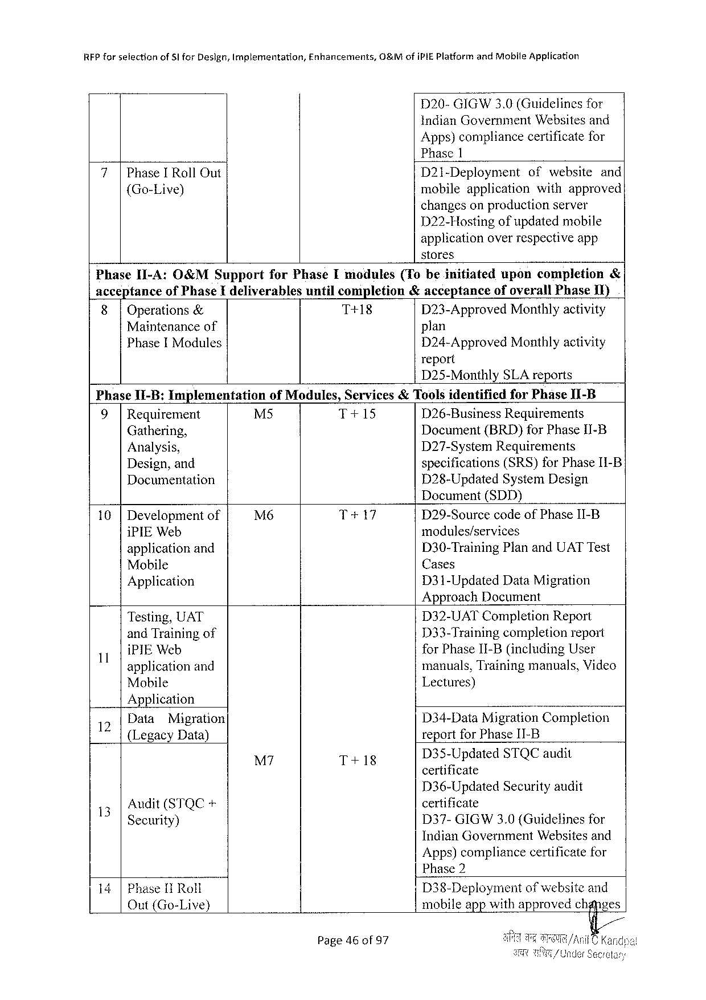 RFP for selection of SI for Design, Implementation, Enhancements, O&M of iPIE Platform and Mobile Application
D20- GIGW 3.0 (Guidelines for
Indian Government Websites and
Apps) compliance certificate for
Phase 1
7 Phase I Roll Out
(Go-Live)
D21-Deployment of website and
mobile application with approved
changes on production server
D22-Hosting of updated mobile
application over respective app
stores
Phase II-A: O&M Support for Phase I modules (To be initiated upon completion &
acceptance of Phase I deliverables until completion & acceptance of overall Phase II)
8 Operations &
Maintenance of
Phase I Modules
T+18
D23-Approved Monthly activity
plan
D24-Approved Monthly activity
report
D25-Monthly SLA reports
Phase II-B: Implementation of Modules, Services & Tools identified for Phase II-B
9 Requirement
Gathering,
Analysis,
Design, and
Documentation
M5
T + 15
D26-Business Requirements
Document (BRD) for Phase II-B
D27-System Requirements
specifications (SRS) for Phase II-B
D28-Updated System Design
Document (SDD)
10 Development of
iPIE Web
application and
Mobile
Application
M6
T + 17
D29-Source code of Phase II-B
modules/services
D30-Training Plan and UAT Test
Cases
D31-Updated Data Migration
Approach Document
11
Testing, UAT
and Training of
iPIE Web
application and
Mobile
Application
D32-UAT Completion Report
D33-Training completion report
for Phase II-B (including User
manuals, Training manuals, Video
Lectures)
12
Data Migration
(Legacy Data)
D34-Data Migration Completion
report for Phase II-B
M7
T + 18
13
Audit (STQC +
Security)
D35-Updated STQC audit
certificate
D36-Updated Security audit
certificate
D37- GIGW 3.0 (Guidelines for
Indian Government Websites and
Apps) compliance certificate for
Phase 2
14 Phase II Roll
Out (Go-Live)
D38-Deployment of website and
mobile app with approved changes
Page 46 of 97
अनिल चन्द्र काण्डपाल/Anil C Kandpal
अवर सचिव/Under Secretary